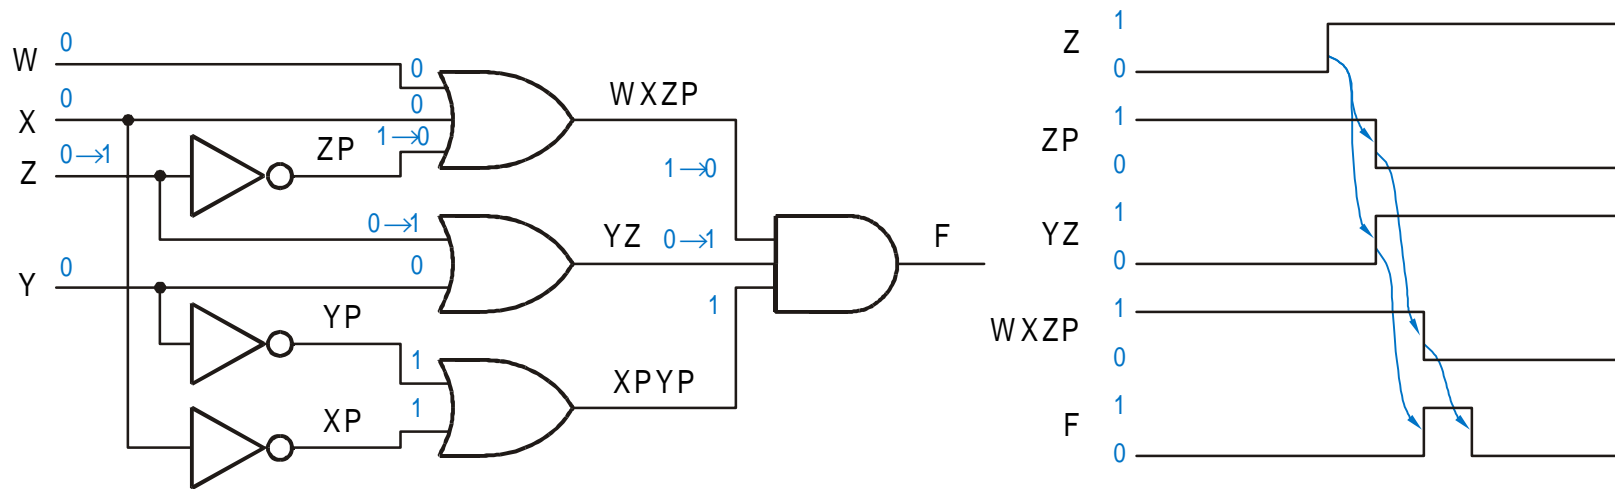 W 0 0
X 0 0
ZP 1→0
Z 0→1
WXZP
1→0
0→1 YZ 0→1 F
Y 0 0
YP 1
1
XP 1
XPYP
Z 1
0
ZP 1
0
YZ 1
0
WXZP 1
0
F 1
0